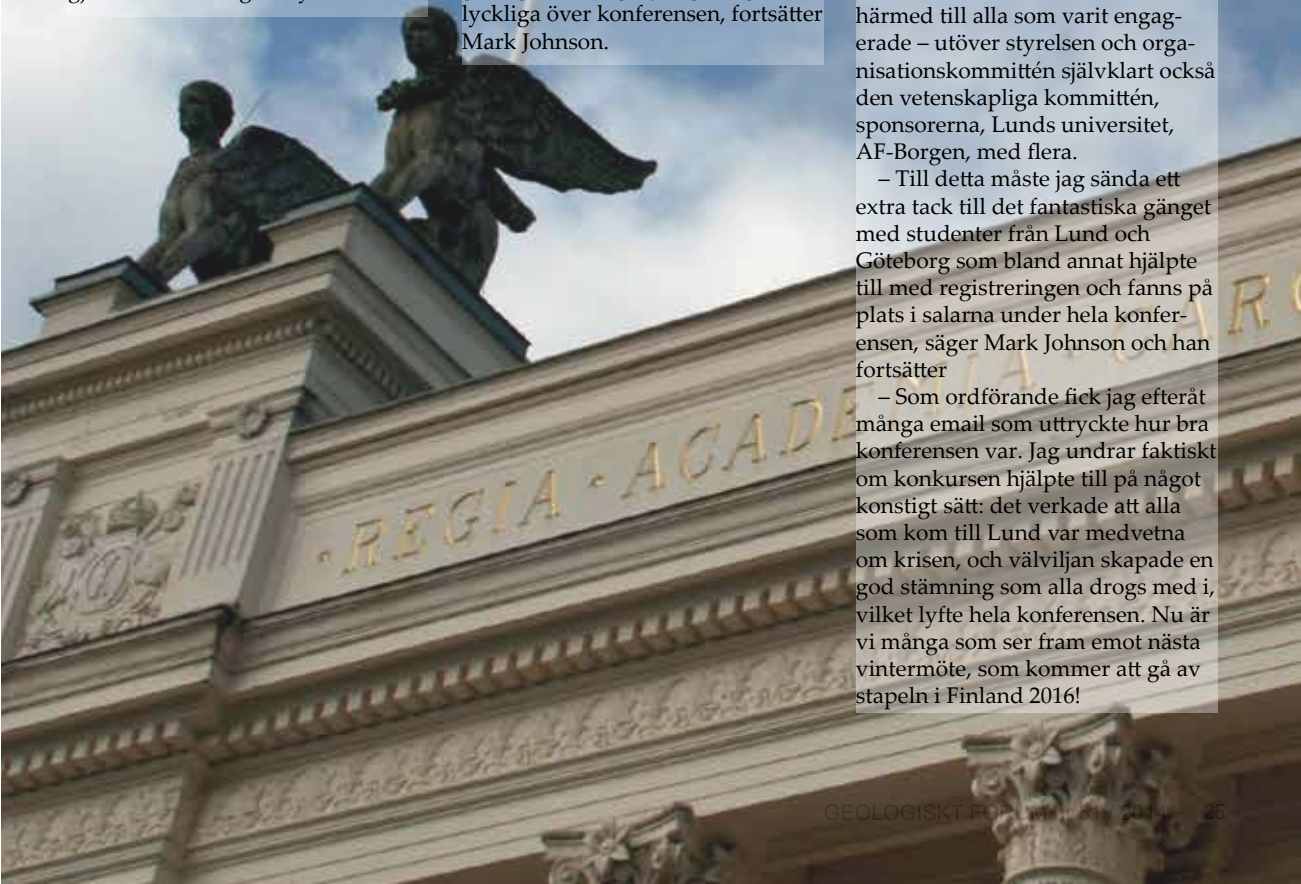 lyckliga över konferensen, fortsätter
Mark Johnson.
härmed till alla som varit engag-
erade – utöver styrelsen och orga-
nisationskommittén självklart också
den vetenskapliga kommittén,
sponsorerna, Lunds universitet,
AF-Borgen, med flera.
– Till detta måste jag sända ett
extra tack till det fantastiska gänget
med studenter från Lund och
Göteborg som bland annat hjälpte
till med registreringen och fanns på
plats i salarna under hela konfer-
ensen, säger Mark Johnson och han
fortsätter
– Som ordförande fick jag efteråt
många email som uttryckte hur bra
konferensen var. Jag undrar faktiskt
om konkursen hjälpte till på något
konstigt sätt: det verkade att alla
som kom till Lund var medvetna
om krisen, och välviljan skapade en
god stämning som alla drogs med i,
vilket lyfte hela konferensen. Nu är
vi många som ser fram emot nästa
vintermöte, som kommer att gå av
stapeln i Finland 2016!
· REGIA · ACADEMIA · CARO
GEOLOGISKT FORUM 81 2014 25